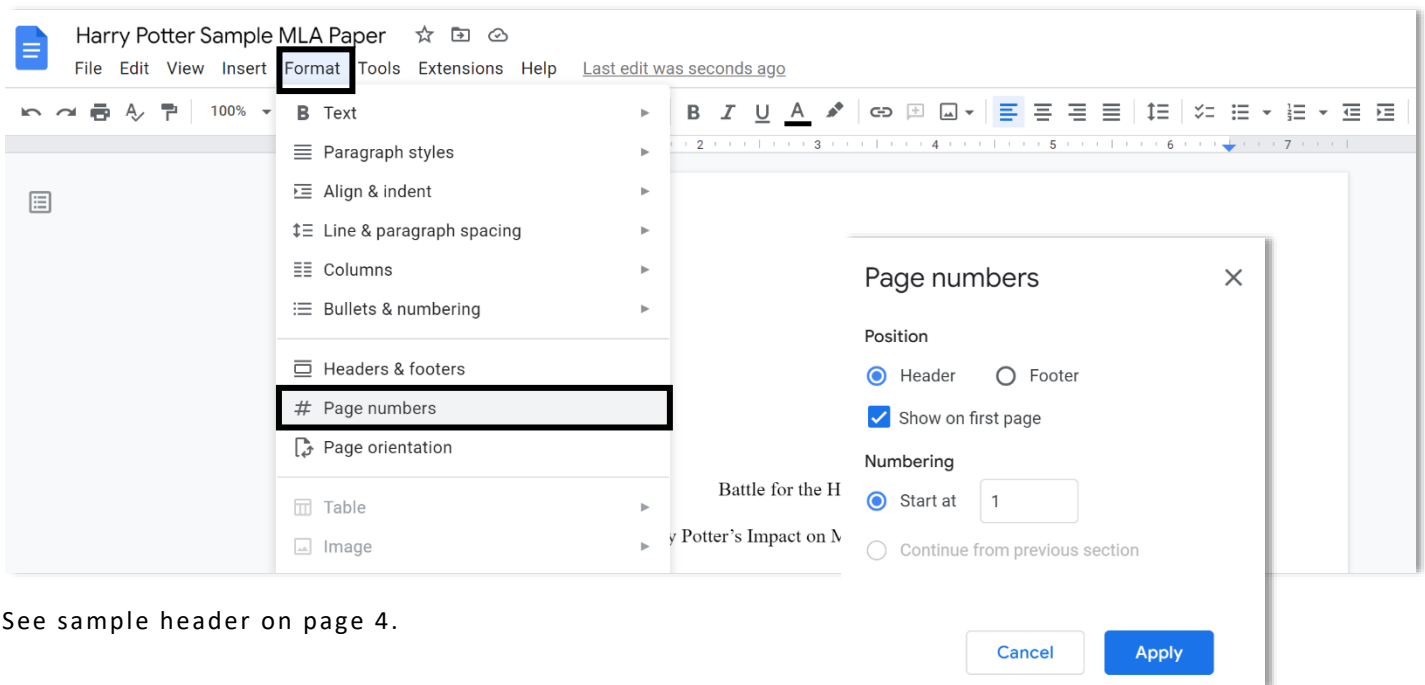 Harry Potter Sample MLA Paper
File Edit View Insert Format Tools Extensions Help Last edit was seconds ago
100% B I U A
2 3 4 5 6 7
B Text
Paragraph styles
Align & indent
Line & paragraph spacing
Columns
Bullets & numbering
Headers & footers
# Page numbers
Page orientation
Table
Image
Battle for the H
y Potter’s Impact on M
Page numbers
Position
Header Footer
Show on first page
Numbering
Start at 1
Continue from previous section
Cancel Apply
See sample header on page 4.